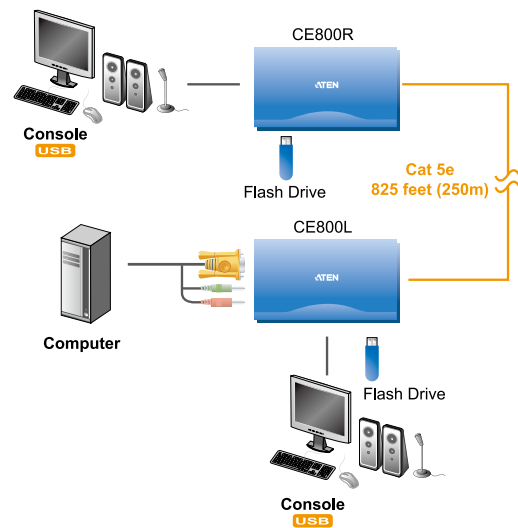 CE800R
ATEN
Console
USB
Flash Drive
Cat 5e
825 feet (250m)
CE800L
ATEN
Computer
Flash Drive
Console
USB